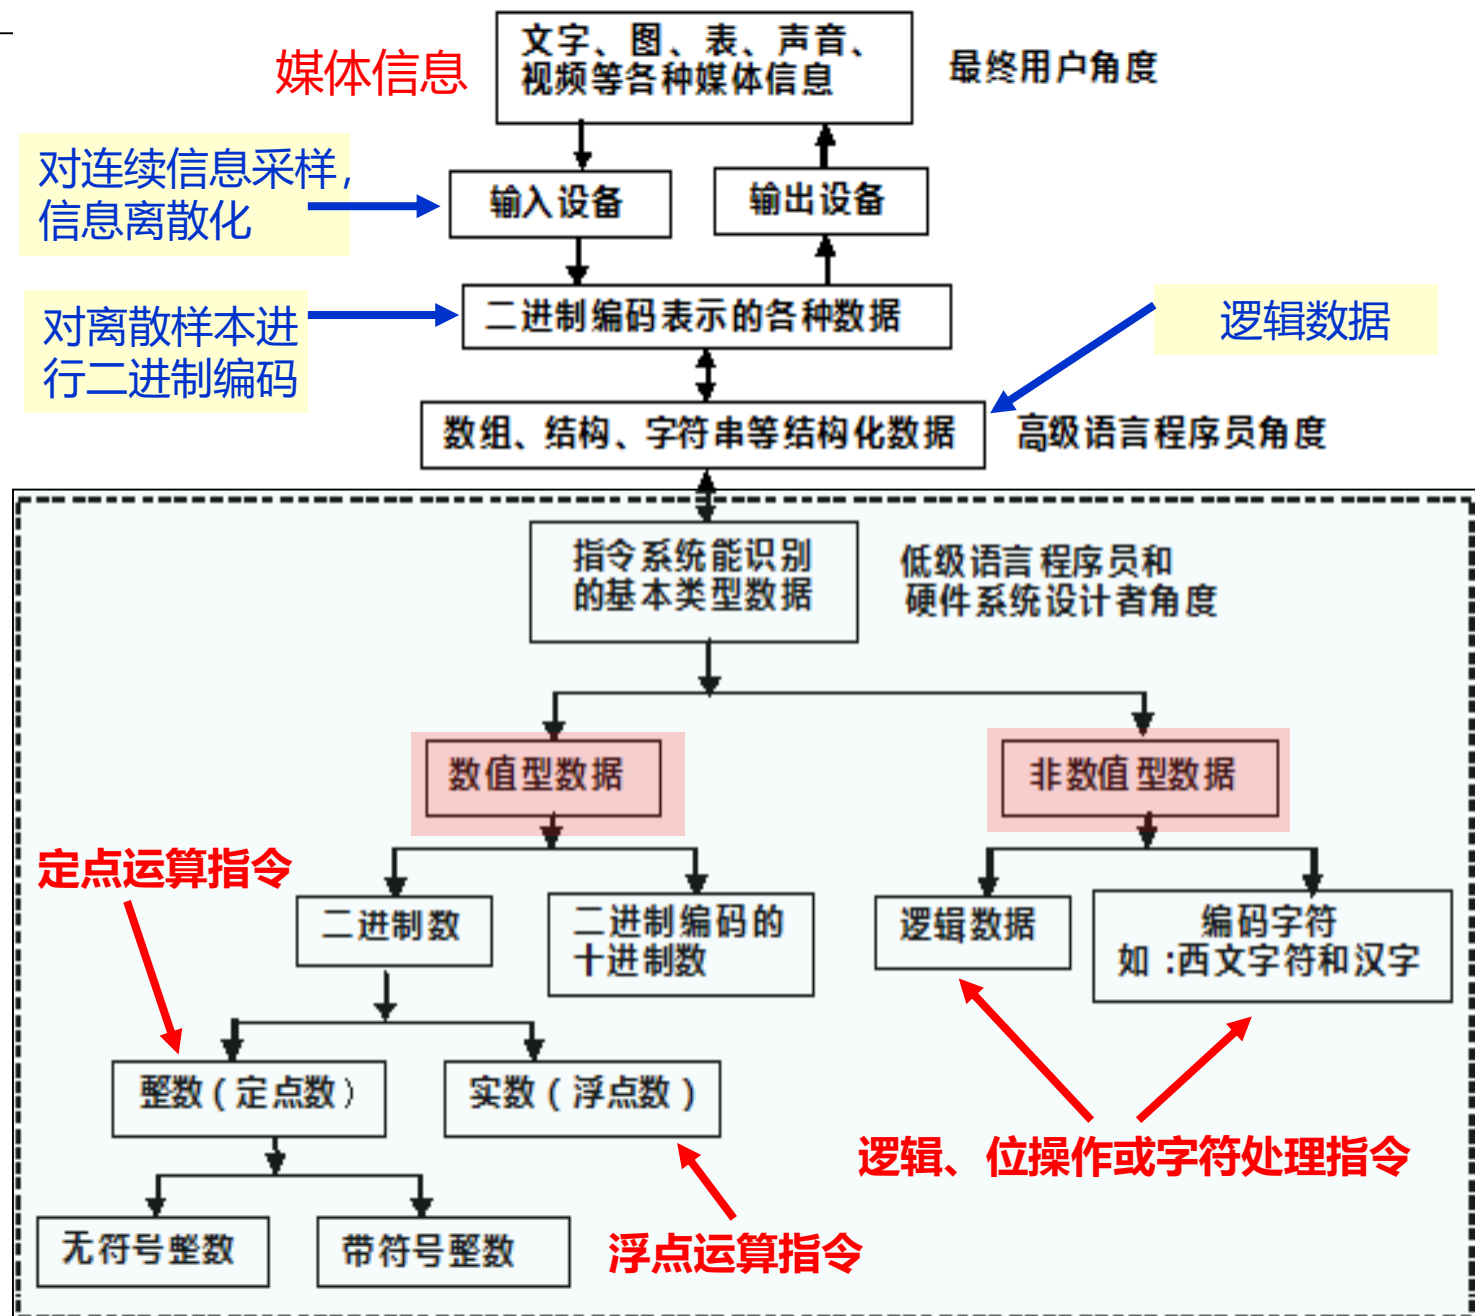 媒体信息
文字、图、表、声音、
视频等各种媒体信息
最终用户角度
对连续信息采样,
信息离散化
输入设备
输出设备
对离散样本进
行二进制编码
二进制编码表示的各种数据
逻辑数据
数组、结构、字符串等结构化数据
高级语言程序员角度
指令系统能识别
的基本类型数据
低级语言程序员和
硬件系统设计者角度
数值型数据
非数值型数据
定点运算指令
二进制数
二进制编码的
十进制数
逻辑数据
编码字符
如:西文字符和汉字
整数(定点数)
实数(浮点数)
逻辑、位操作或字符处理指令
无符号整数
带符号整数
浮点运算指令